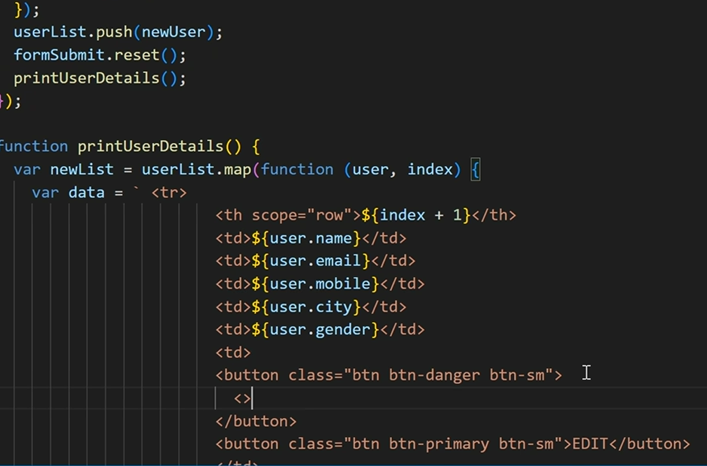 });
userList.push(newUser);
formSubmit.reset();
printUserDetails();
});
function printUserDetails() {
var newList = userList.map(function (user, index) {
var data = ` <tr>
<th scope="row">${index + 1}</th>
<td>${user.name}</td>
<td>${user.email}</td>
<td>${user.mobile}</td>
<td>${user.city}</td>
<td>${user.gender}</td>
<td>
<button class="btn btn-danger btn-sm">
<>
</button>
<button class="btn btn-primary btn-sm">EDIT</button>
</td>